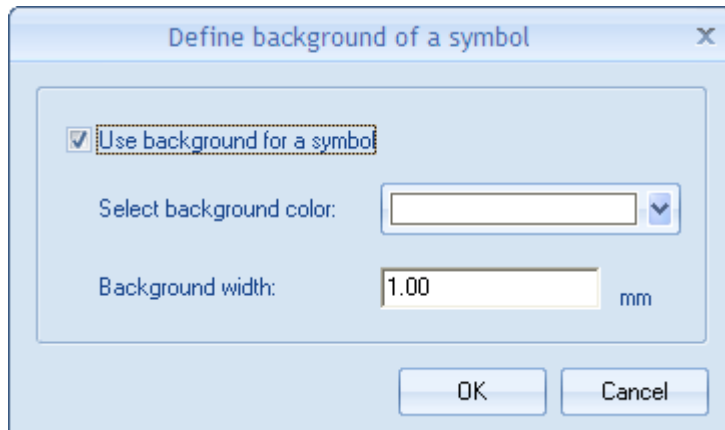 Define background of a symbol
Use background for a symbol
Select background color:
Background width: 1.00 mm
OK Cancel